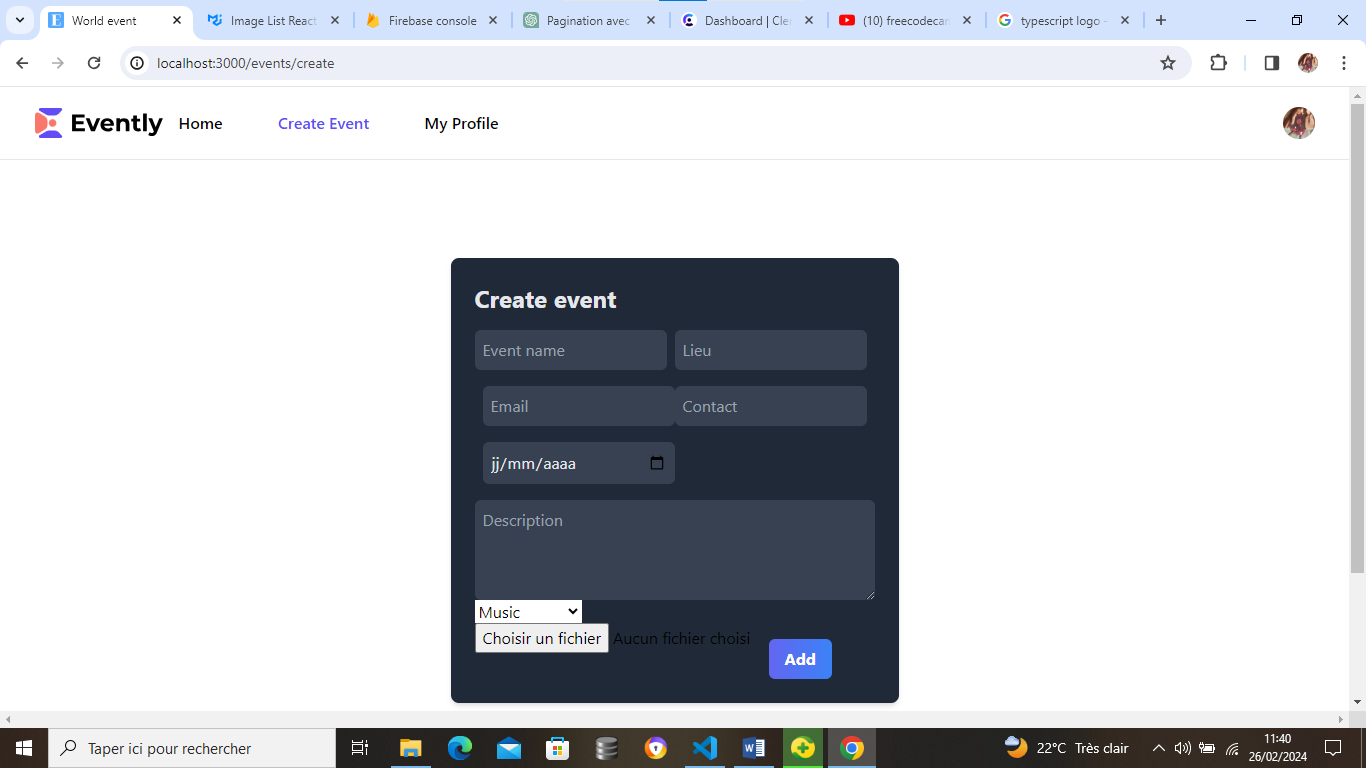 World event
Image List React
Firebase console
Pagination avec
Dashboard | Cle
(10) freecodecan
typescript logo -
localhost:3000/events/create
Evently
Home
Create Event
My Profile
Create event
Event name
Lieu
Email
Contact
jj/mm/aaaa
Description
Music
Choisir un fichier
Aucun fichier choisi
Add
Taper ici pour rechercher
22°C Très clair
11:40
26/02/2024